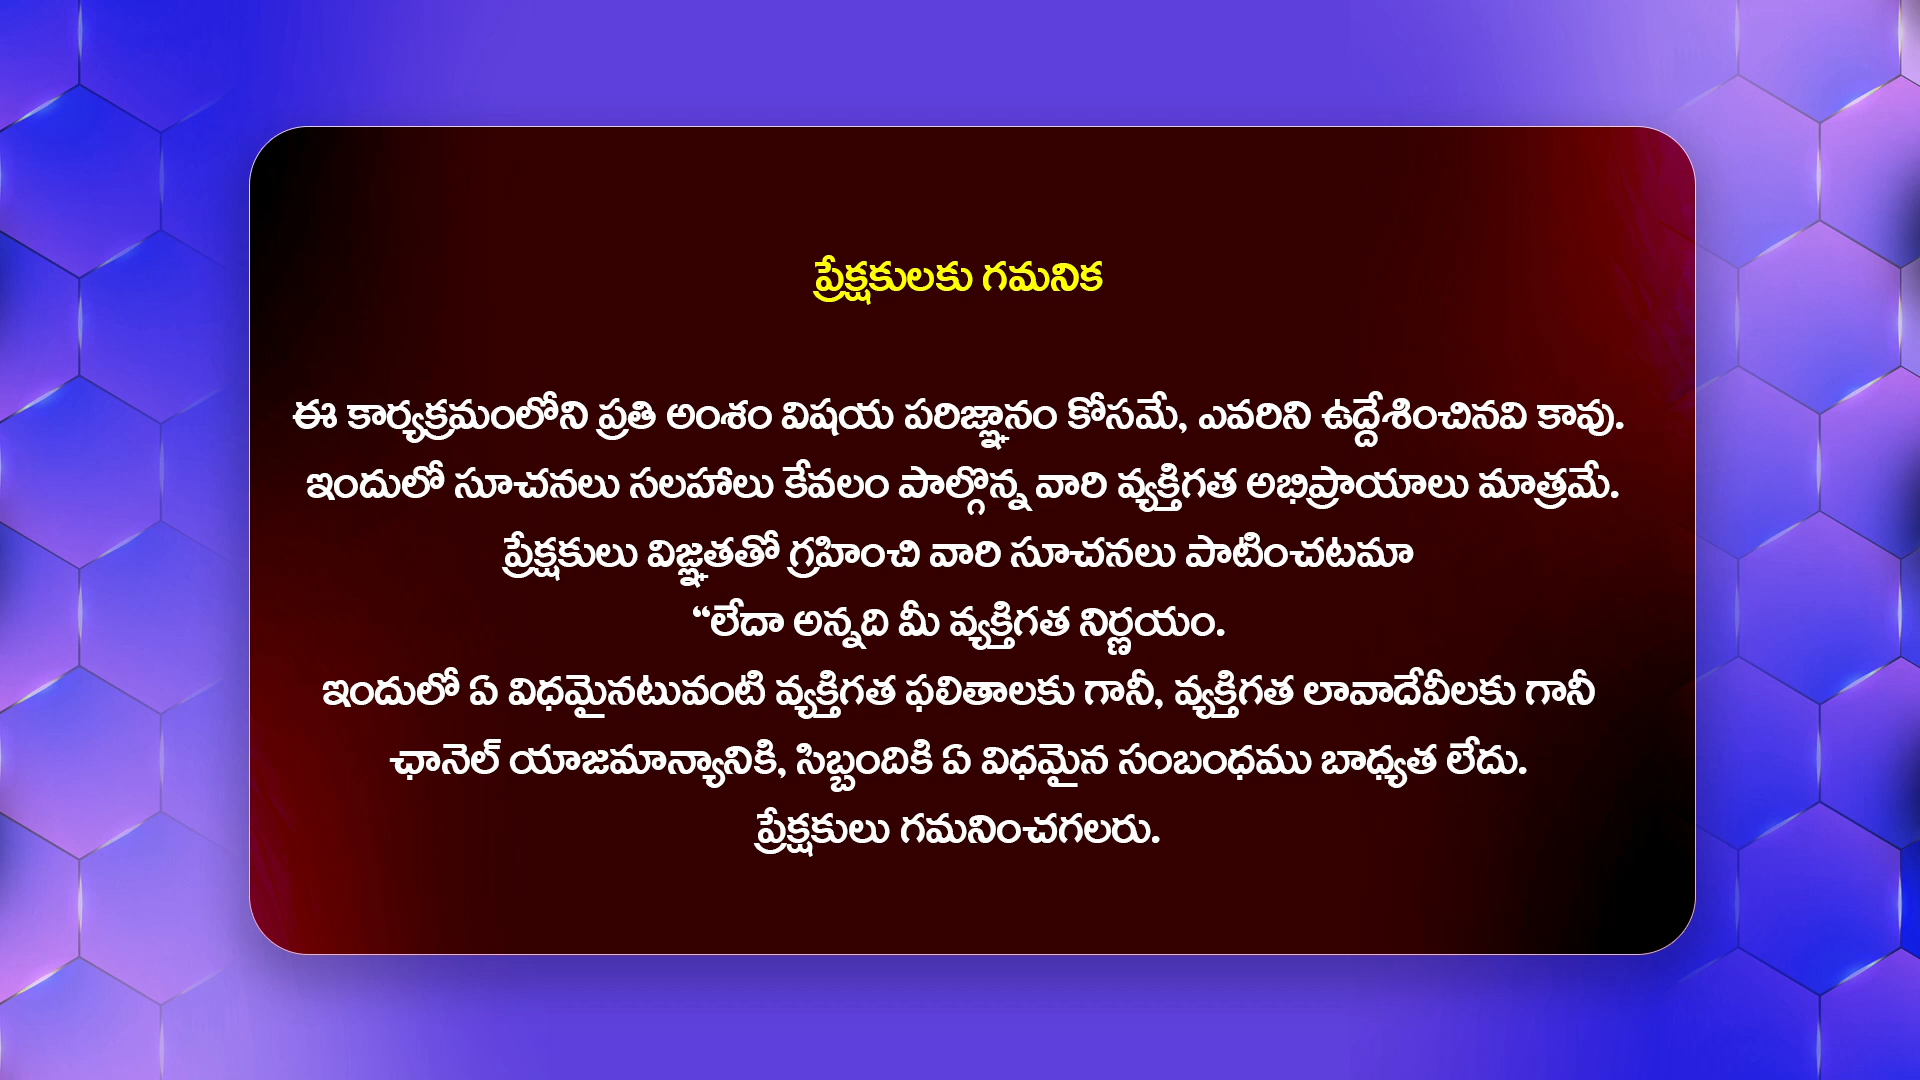 ప్రేక్షకులకు గమనిక
ఈ కార్యక్రమంలోని ప్రతి అంశం విషయ పరిజ్ఞానం కోసమే, ఎవరిని ఉద్దేశించినవి కావు.
ఇందులో సూచనలు సలహాలు కేవలం పాల్గొన్న వారి వ్యక్తిగత అభిప్రాయాలు మాత్రమే.
ప్రేక్షకులు విజ్ఞతతో గ్రహించి వారి సూచనలు పాటించటమా
“లేదా అన్నది మీ వ్యక్తిగత నిర్ణయం.
ఇందులో ఏ విధమైనటువంటి వ్యక్తిగత ఫలితాలకు గానీ, వ్యక్తిగత లావాదేవీలకు గానీ
ఛానెల్ యాజమాన్యానికి, సిబ్బందికి ఏ విధమైన సంబంధము బాధ్యత లేదు.
ప్రేక్షకులు గమనించగలరు.